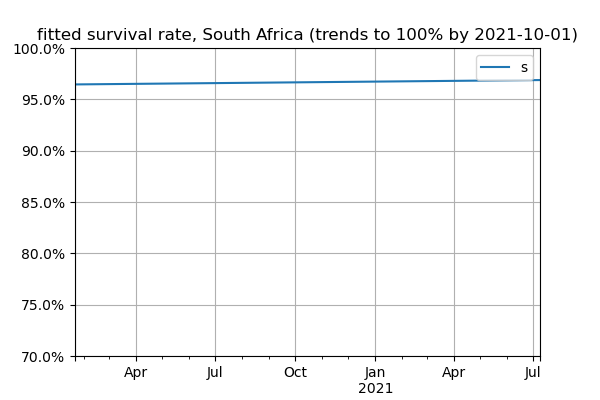 fitted survival rate, South Africa (trends to 100% by 2021-10-01)
100.0%
95.0%
90.0%
85.0%
80.0%
75.0%
70.0%
s
Apr Jul Oct Jan Apr Jul
2021